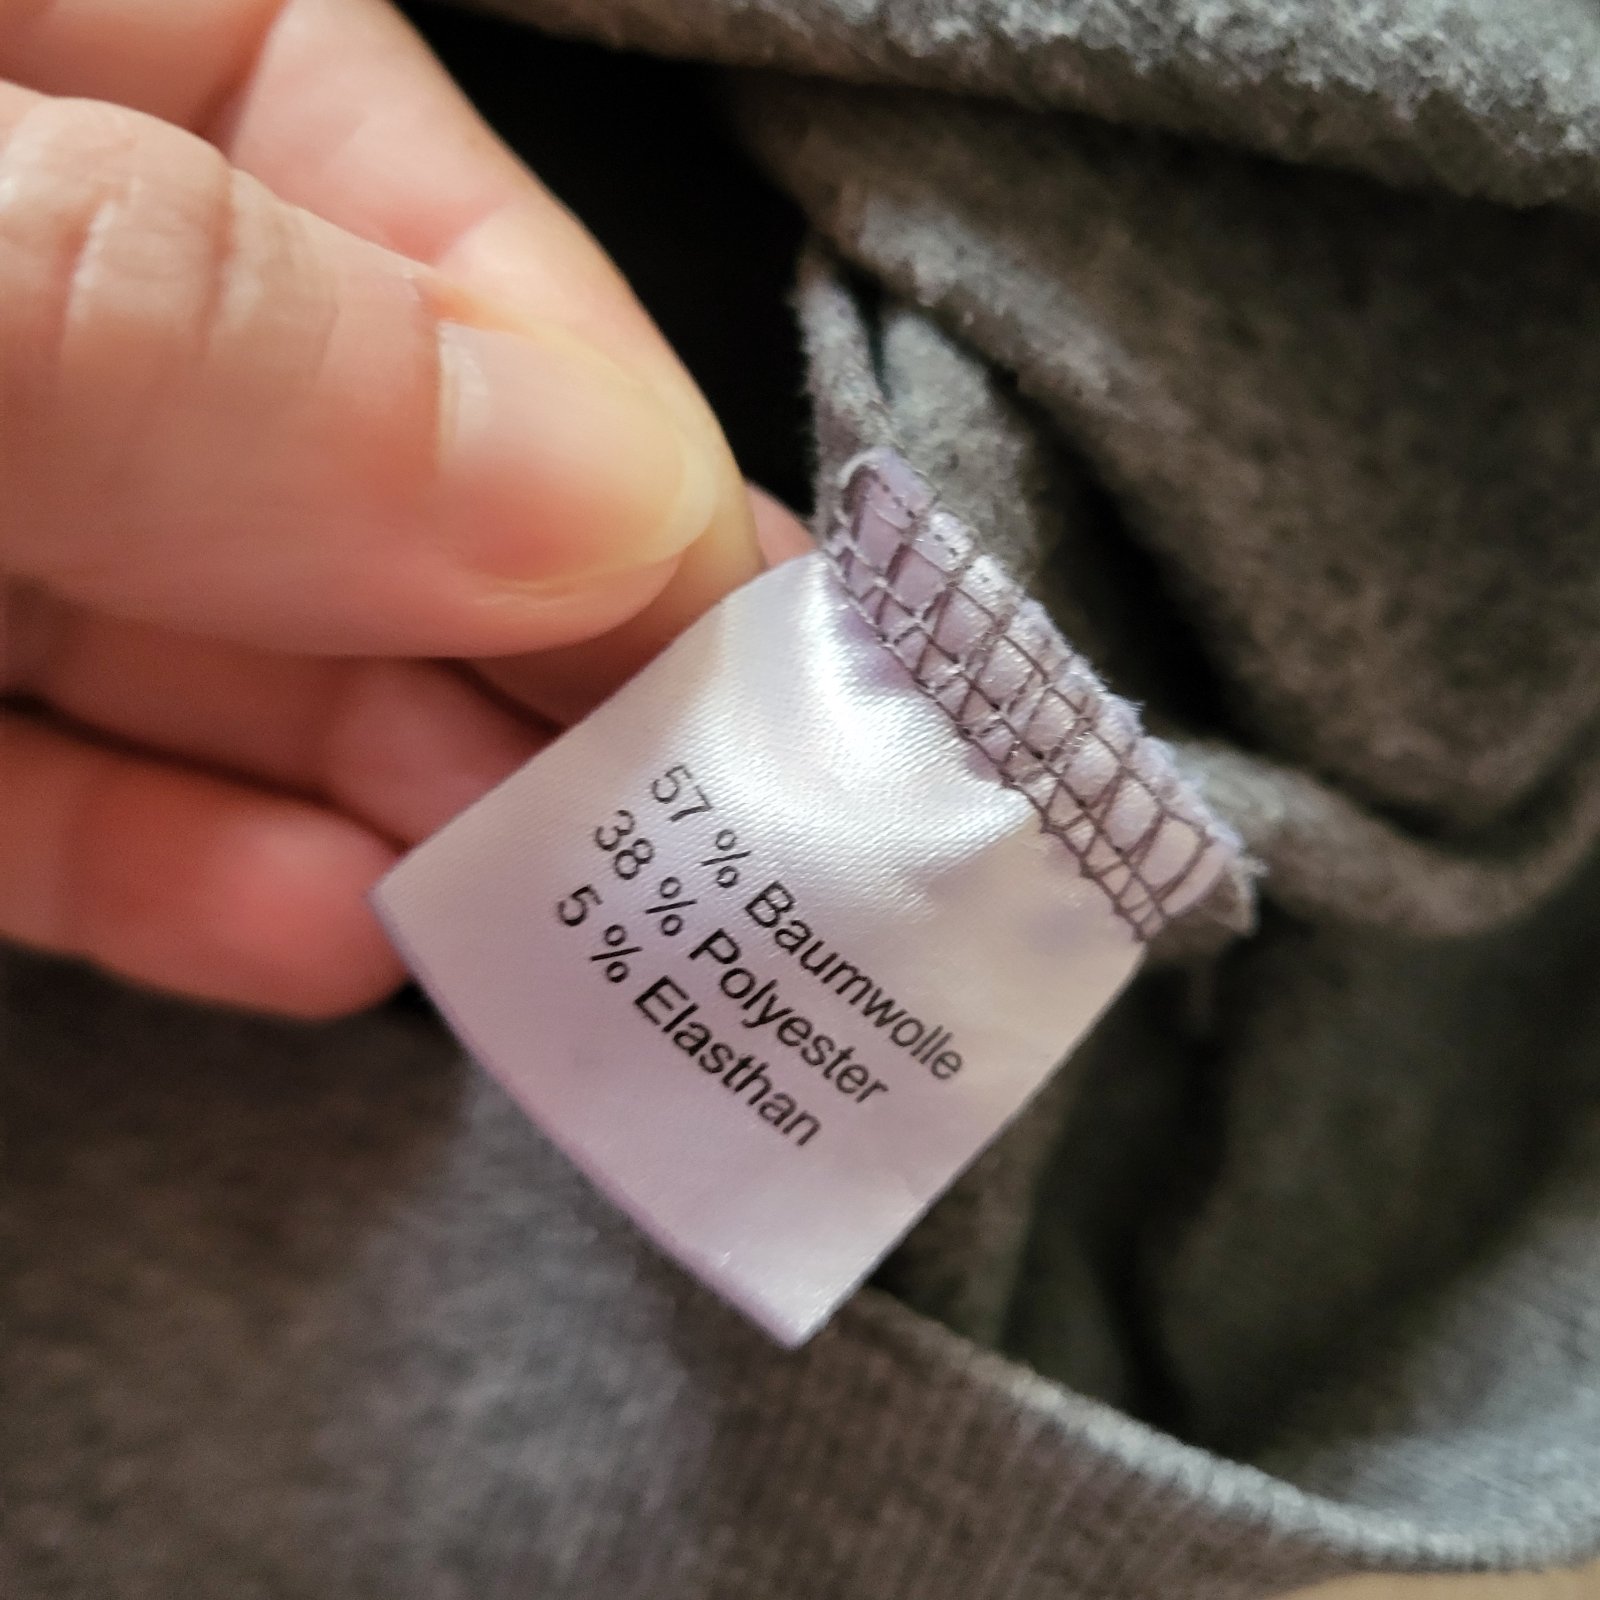 57 % Baumwolle
38 % Polyester
5 % Elasthan